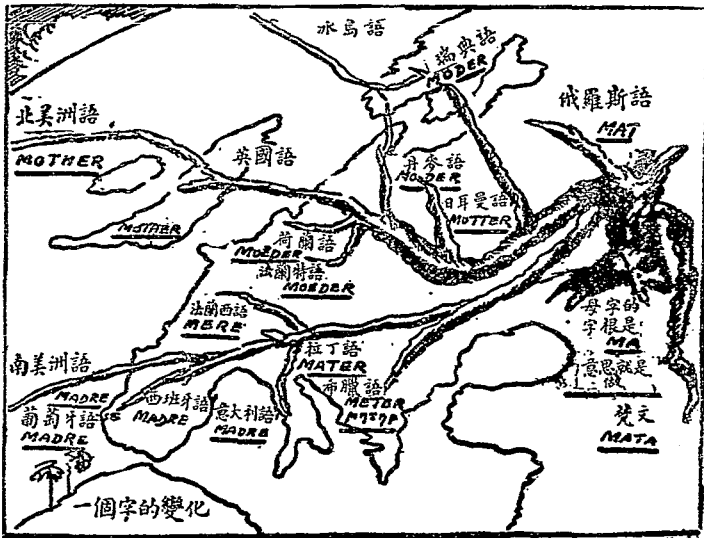 冰島語
瑞典語
MODER
俄羅斯語
MAT
北美洲語
MOTHER
英國語
MOTHER
丹麥語
MODER
日耳曼語
MUTTER
荷蘭語
MOEDER
法蘭特語
MOEDER
法蘭西語
MERE
拉丁語
MATER
母字的
字根是
MA
意思就是
做
南美洲語
MADRE
葡萄牙語
MADRE
西班牙語
MADRE
意大利語
MADRE
布臘語
METER
梵文
MATA
一個字的變化